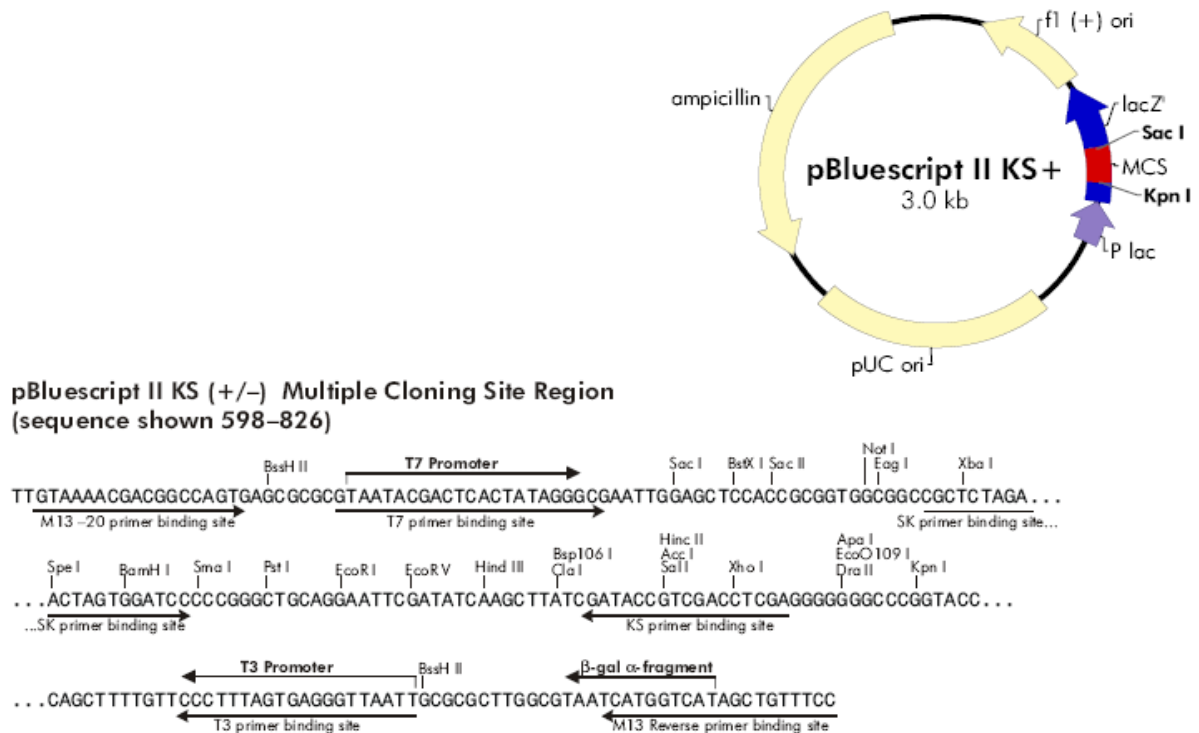 f1 (+) ori
ampicillin
lacZ'
Sac I
pBluescript II KS+
MCS
3.0 kb
Kpn I
P lac
pUC ori
pBluescript II KS (+/–) Multiple Cloning Site Region
(sequence shown 598–826)
Not I
BssH II T7 Promoter Sac I BstX I Sac II Eag I Xba I
TTGTAAAACGACGGCCAGTGAGCGCGCGTAATACGACTCACTATAGGGCGAATTGGAGCTCCACCGCGGTGGCGGCCGCTCTAGA...
M13 –20 primer binding site T7 primer binding site SK primer binding site...
Hinc II Apa I
Bsp106 I Acc I EcoO109 I
Spe I BamH I Sma I Pst I EcoR I EcoR V Hind III Cla I Sal I Xho I Dra II Kpn I
...ACTAGTGGATCCCCCGGGCTGCAGGAATTCGATATCAAGCTTATCGATACCGTCGACCTCGAGGGGGGGCCCGGTACC...
...SK primer binding site KS primer binding site
T3 Promoter BssH II β-gal α-fragment
...CAGCTTTTGTTCCCTTTAGTGAGGGTTAATTGCGCGCTTGGCGTAATCATGGTCATAGCTGTTTCC
T3 primer binding site M13 Reverse primer binding site